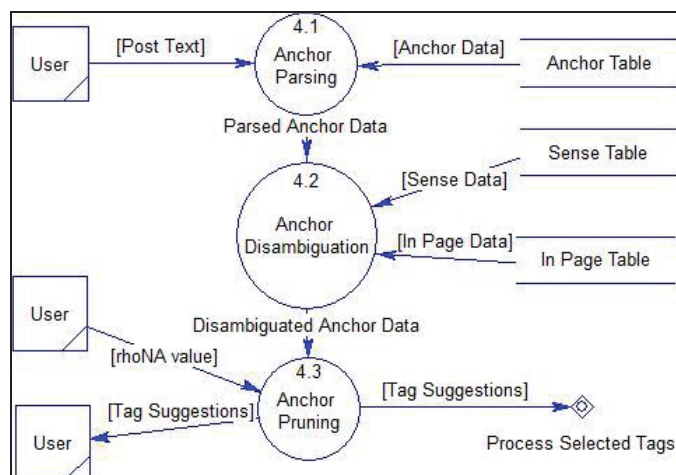 4.1
[Post Text]
[Anchor Data]
User
Anchor
Parsing
Anchor Table
Parsed Anchor Data
Sense Table
4.2
[Sense Data]
Anchor
Disambiguation
[In Page Data]
In Page Table
User
Disambiguated Anchor Data
[rhoNA value]
4.3
Anchor
Pruning
[Tag Suggestions]
[Tag Suggestions]
User
Process Selected Tags